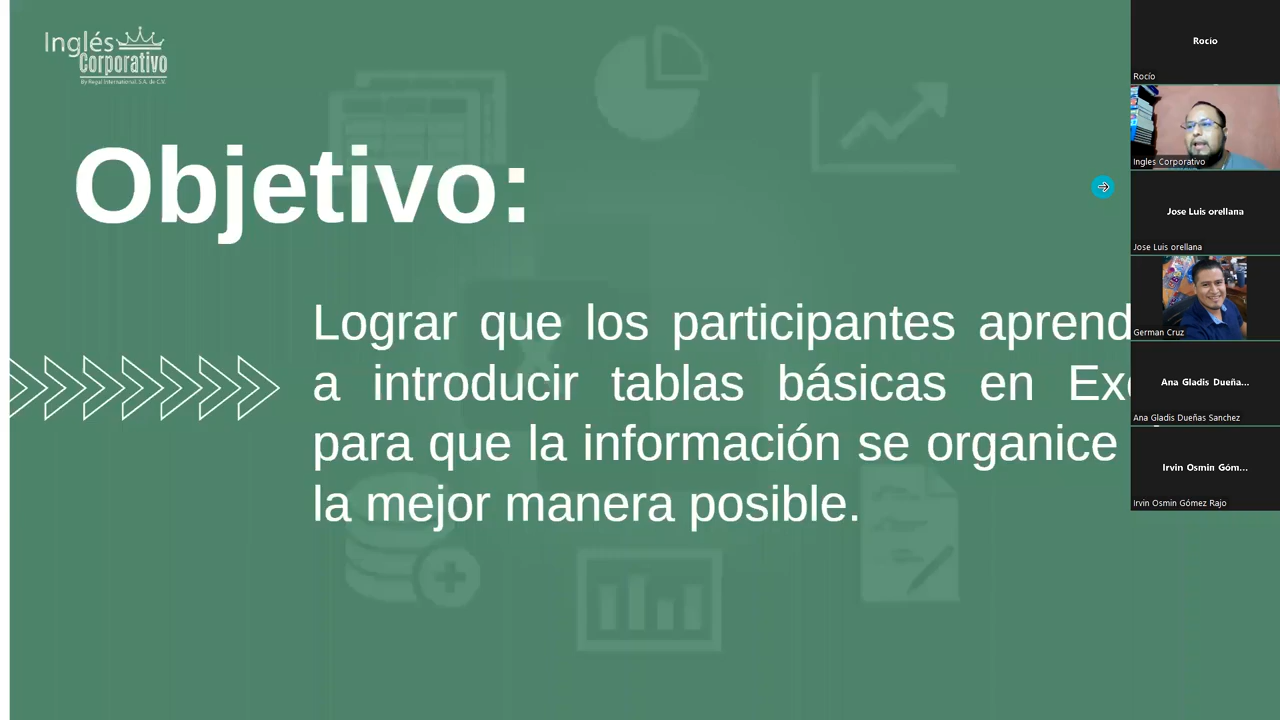 Inglés
Corporativo
By Regal International, S.A. de C.V.
Objetivo:
Lograr que los participantes aprend
a introducir tablas básicas en Exc
para que la información se organice
la mejor manera posible.
Rocio
Rocío
Ingles Corporativo
Jose Luis orellana
Jose Luis orellana
German Cruz
Ana Gladis Dueña...
Ana Gladis Dueñas Sanchez
Irvin Osmin Góm...
Irvin Osmin Gómez Rajo